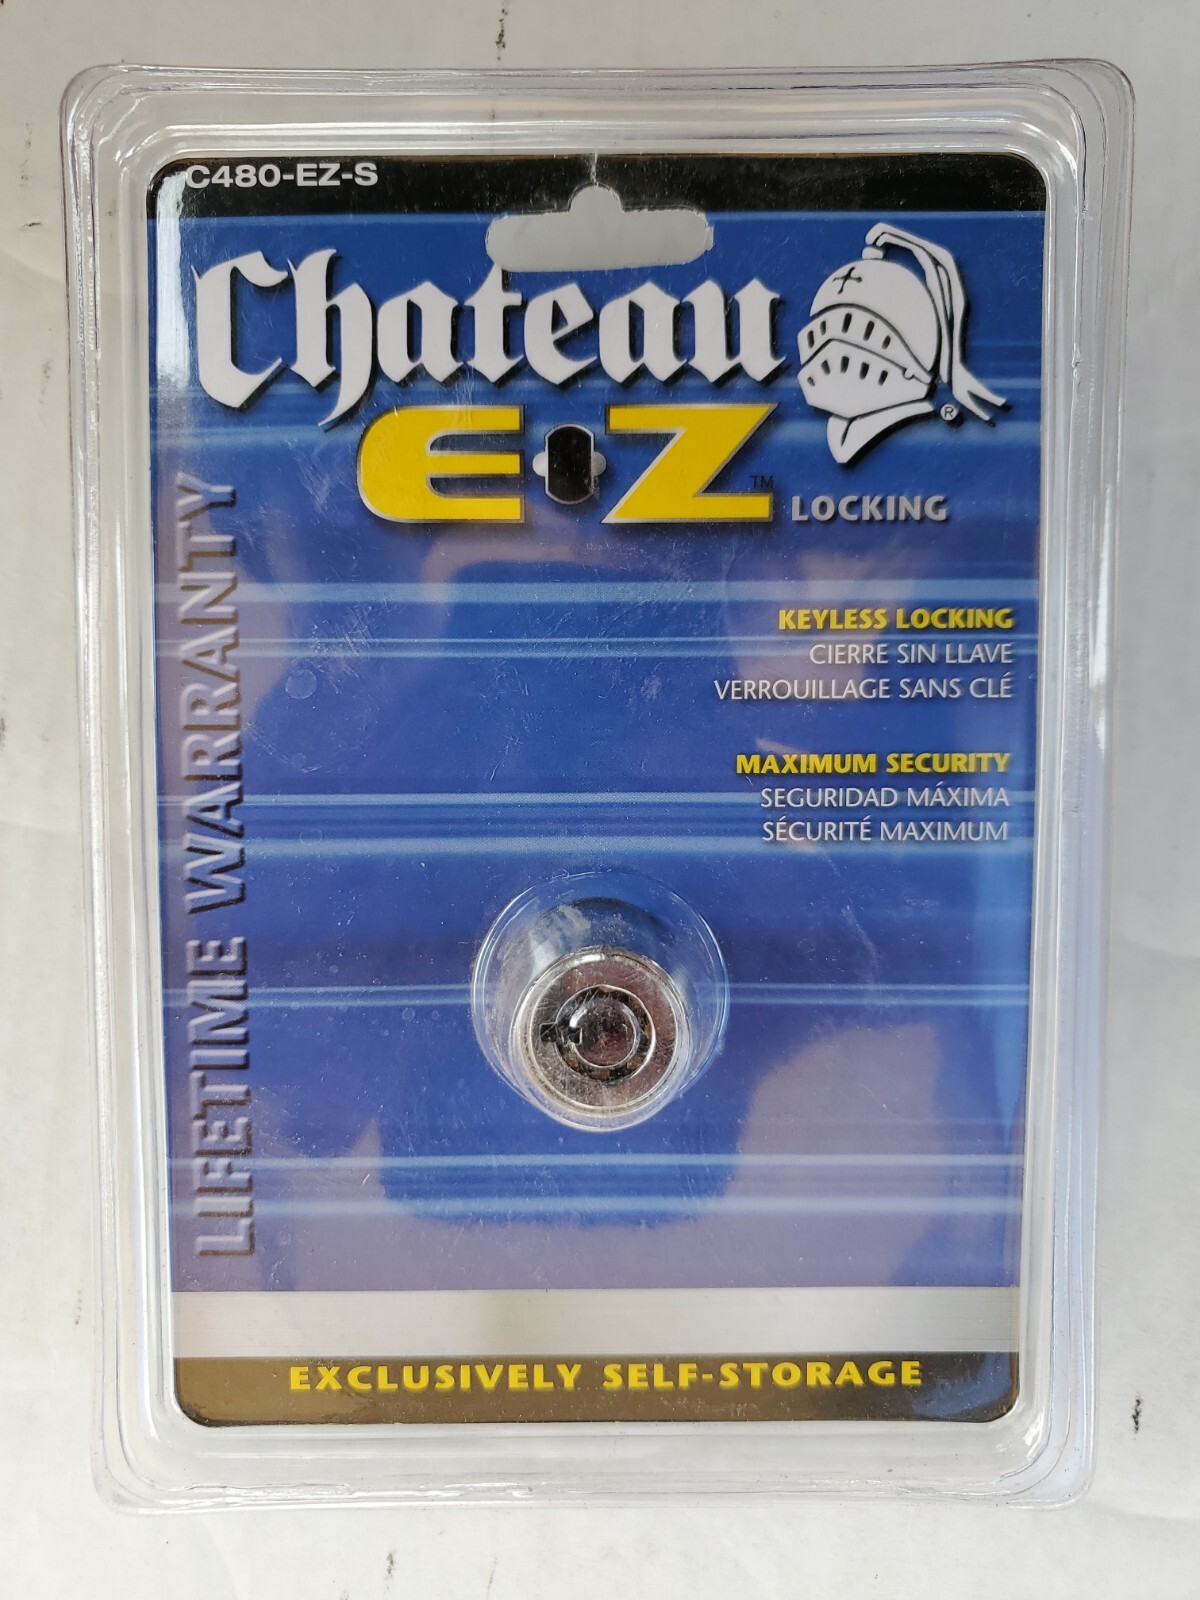 C480-EZ-S
Chateau
®
E-Z™ LOCKING
KEYLESS LOCKING
CIERRE SIN LLAVE
VERROUILLAGE SANS CLÉ
MAXIMUM SECURITY
SEGURIDAD MÁXIMA
SÉCURITÉ MAXIMUM
LIFETIME WARRANTY
EXCLUSIVELY SELF-STORAGE